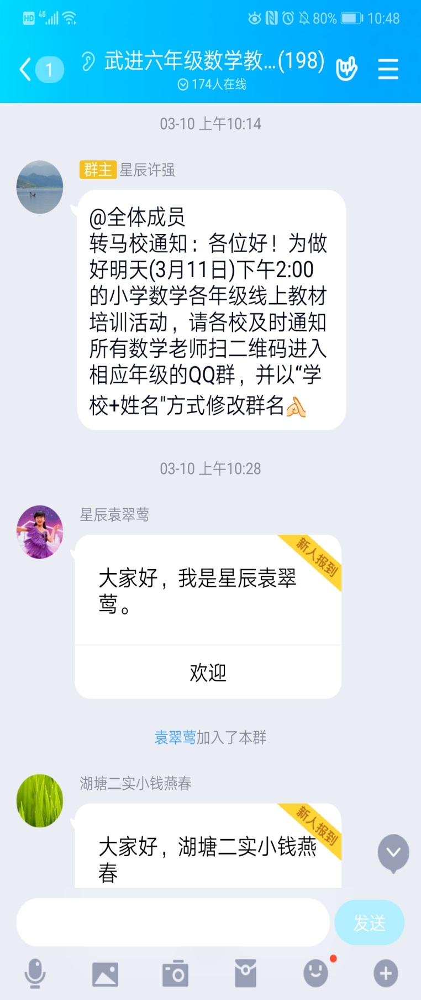 HD 4G 80% 10:48
1 武进六年级数学教...(198)
174人在线
03-10 上午10:14
群主 星辰许强
@全体成员
转马校通知：各位好！为做
好明天(3月11日)下午2:00
的小学数学各年级线上教材
培训活动，请各校及时通知
所有数学老师扫二维码进入
相应年级的QQ群，并以“学
校+姓名"方式修改群名
03-10 上午10:28
星辰袁翠莺
新人报到
大家好，我是星辰袁翠
莺。
欢迎
袁翠莺加入了本群
湖塘二实小钱燕春
新人报到
大家好，湖塘二实小钱燕
春
发送